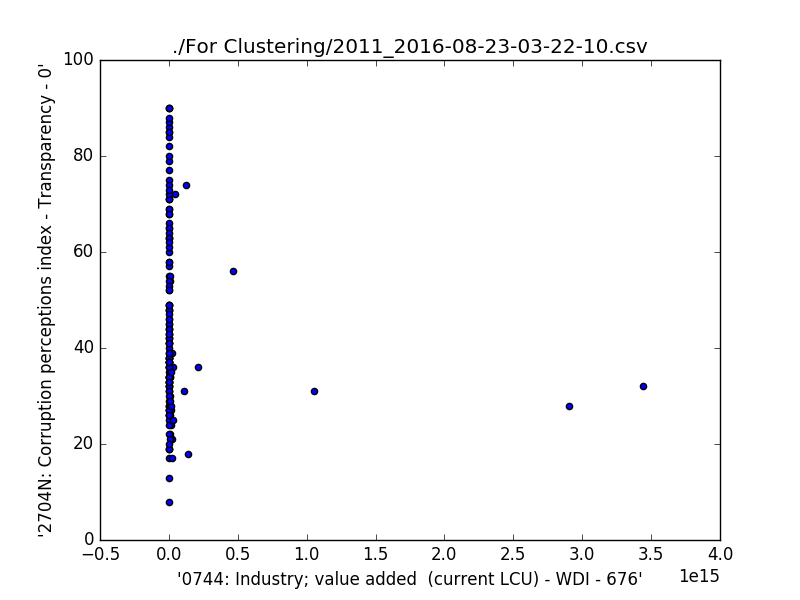 ./For Clustering/2011_2016-08-23-03-22-10.csv
100
80
60
40
20
0
'2704N: Corruption perceptions index - Transparency - 0'
−0.5 0.0 0.5 1.0 1.5 2.0 2.5 3.0 3.5 4.0
1e15
'0744: Industry; value added  (current LCU) - WDI - 676'